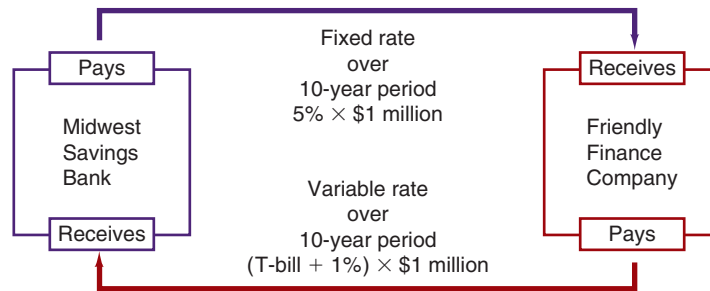 Pays
Midwest
Savings
Bank
Receives
Fixed rate
over
10-year period
5% × $1 million
Variable rate
over
10-year period
(T-bill + 1%) × $1 million
Receives
Friendly
Finance
Company
Pays